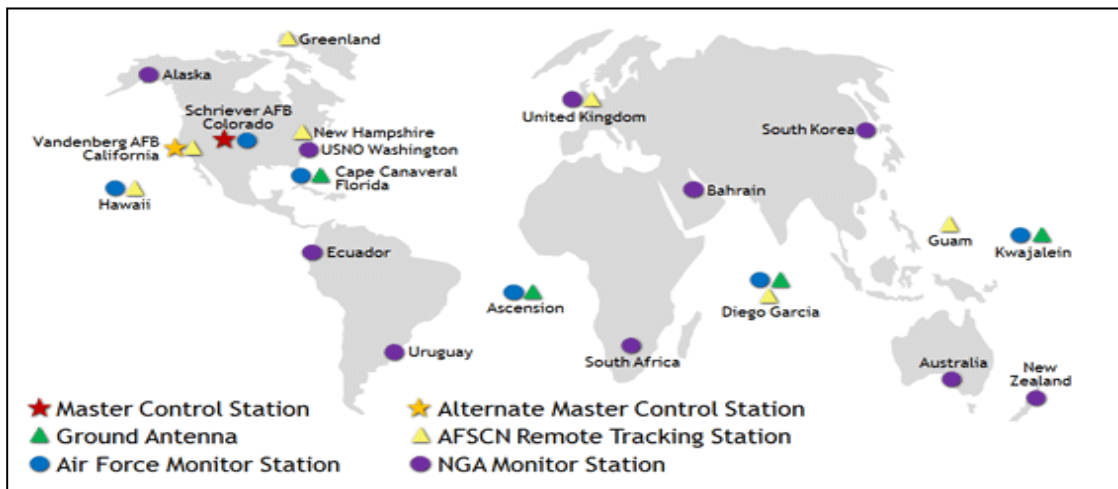 Greenland
Alaska
Schriever AFB
Colorado
Vandenberg AFB
California
New Hampshire
USNO Washington
Cape Canaveral
Florida
Hawaii
United Kingdom
South Korea
Bahrain
Ecuador
Guam
Kwajalein
Ascension
Diego Garcia
Uruguay
South Africa
Australia
New
Zealand
Master Control Station
Alternate Master Control Station
Ground Antenna
AFSCN Remote Tracking Station
Air Force Monitor Station
NGA Monitor Station